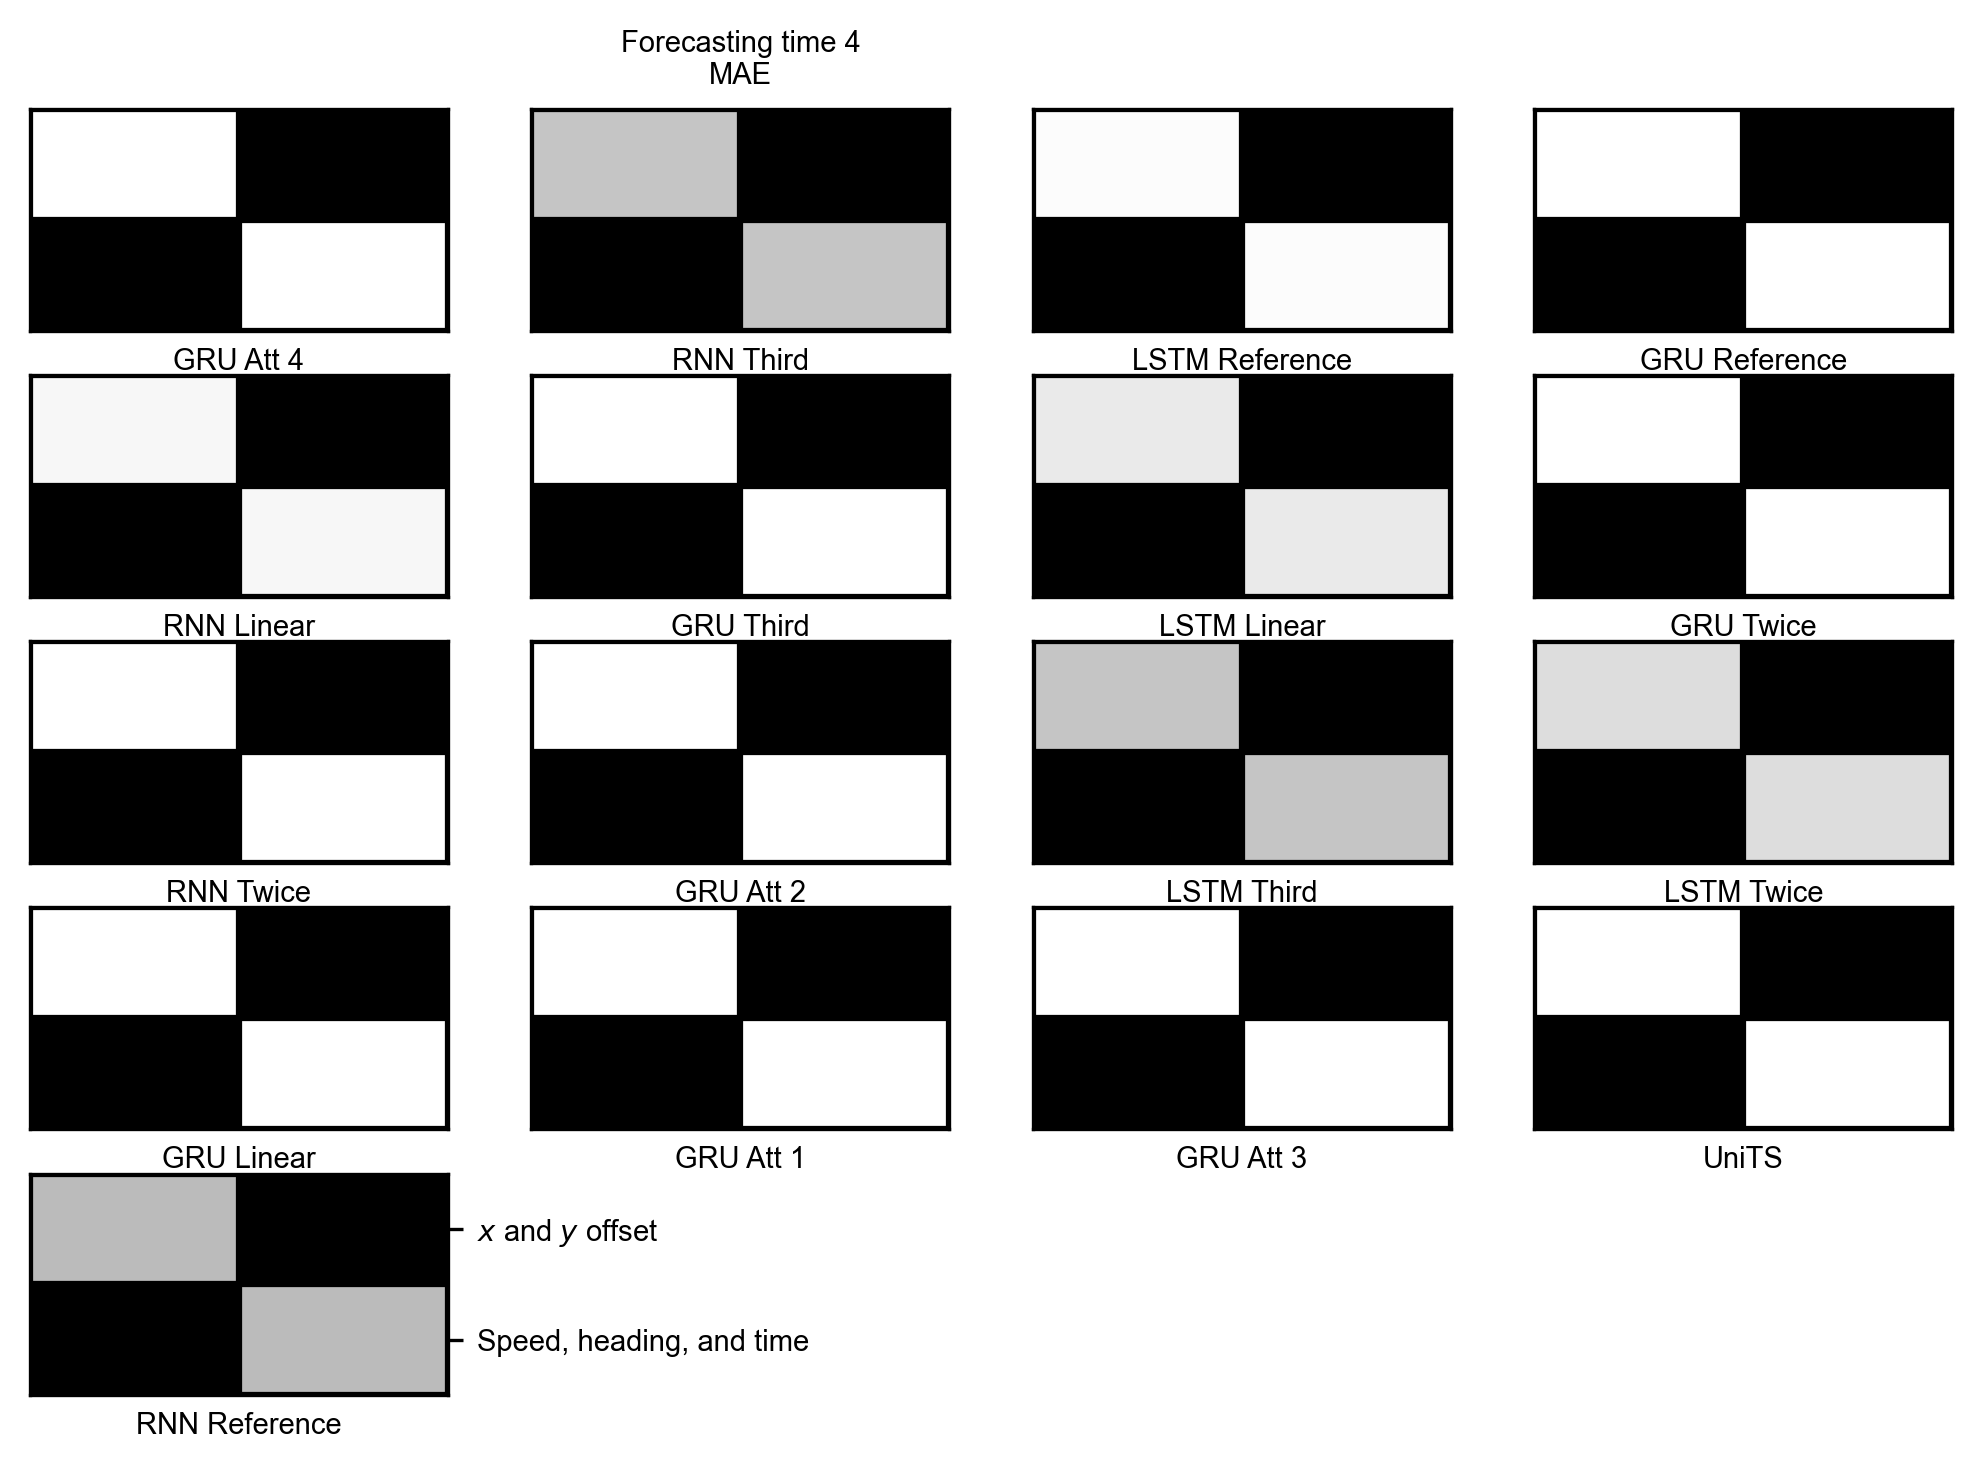 Forecasting time 4
MAE
GRU Att 4
RNN Third
LSTM Reference
GRU Reference
RNN Linear
GRU Third
LSTM Linear
GRU Twice
RNN Twice
GRU Att 2
LSTM Third
LSTM Twice
GRU Linear
GRU Att 1
GRU Att 3
UniTS
x and y offset
Speed, heading, and time
RNN Reference